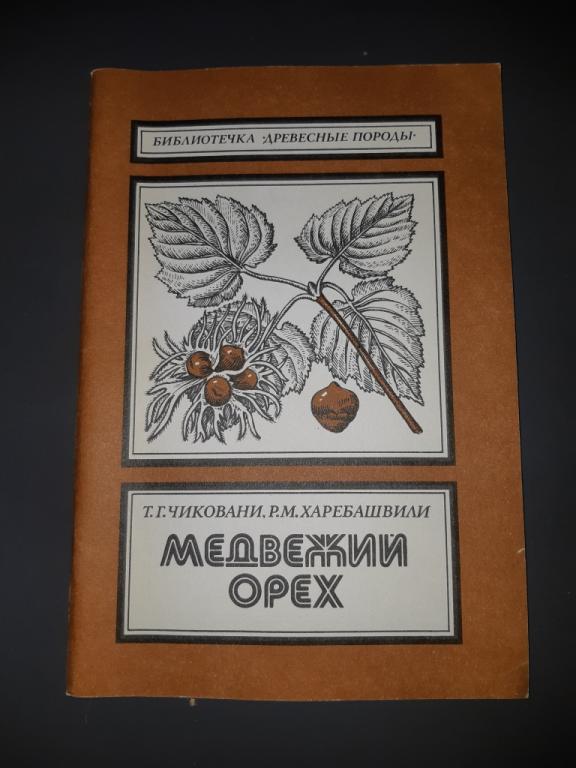 БИБЛИОТЕЧКА «ДРЕВЕСНЫЕ ПОРОДЫ»
Т.Г.ЧИКОВАНИ, Р.М.ХАРЕБАШВИЛИ
МЕДВЕЖИЙ
ОРЕХ